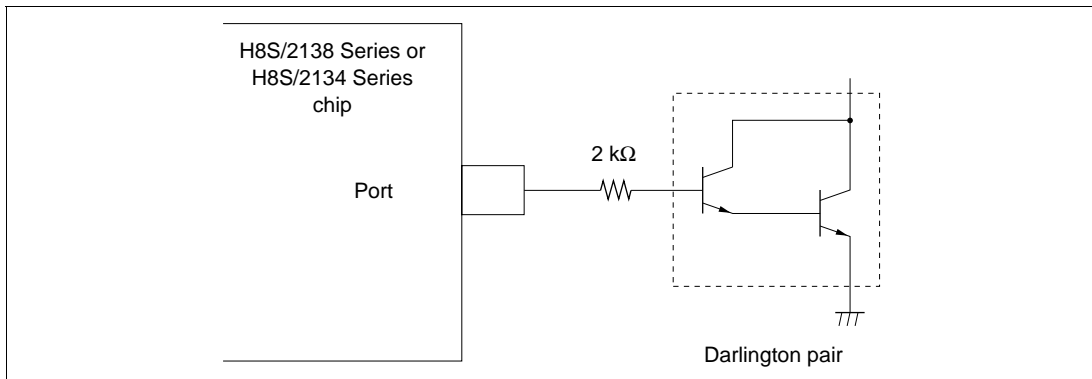 H8S/2138 Series or
H8S/2134 Series
chip
Port
2 kΩ
Darlington pair